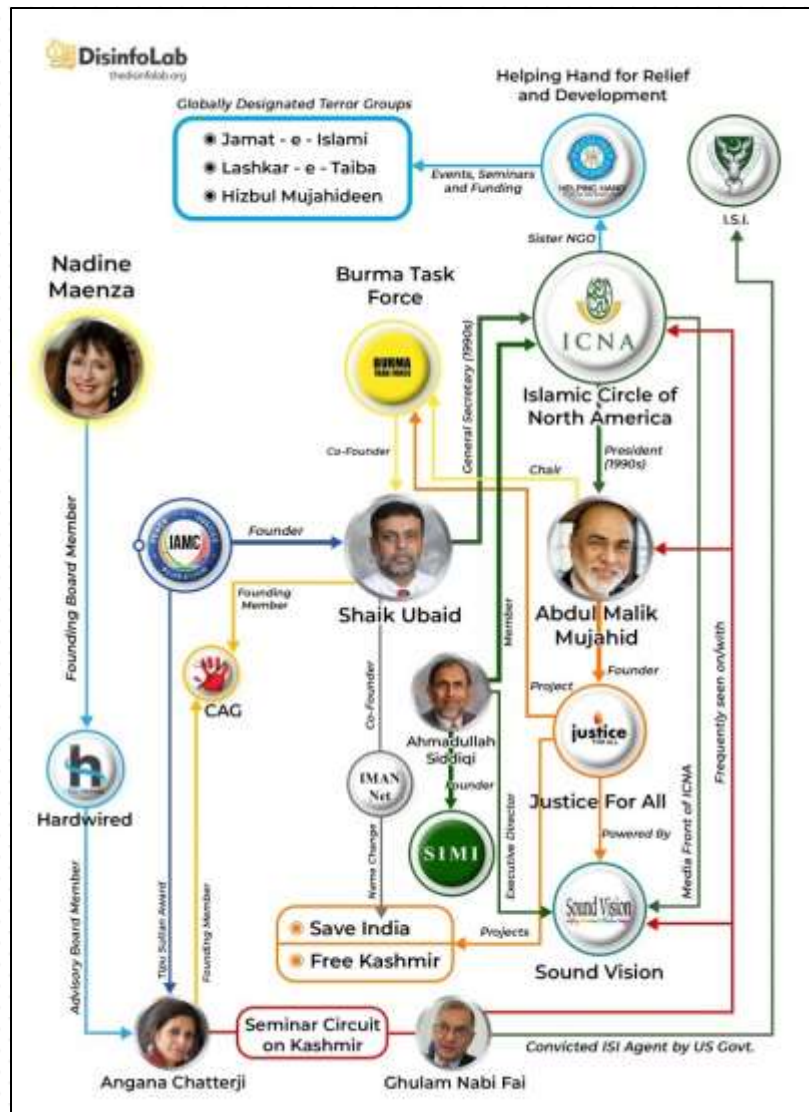 DisinfoLab
thedisinfolab.org
Helping Hand for Relief
and Development
Globally Designated Terror Groups
Jamat - e - Islami
Lashkar - e - Taiba
Hizbul Mujahideen
Events, Seminars
and Funding
HELPING HAND
I.S.I.
Sister NGO
Nadine
Maenza
Burma Task
Force
BURMA
TASK FORCE
ICNA
Islamic Circle of
North America
General Secretary (1990s)
President
(1990s)
Co-Founder
Chair
IAMC
Founder
Shaik Ubaid
Abdul Malik
Mujahid
Founding Board Member
Founding
Member
CAG
Co-Founder
Member
Project
Founder
Frequently seen on/with
Ahmadullah
Siddiqi
justice
FOR ALL
Justice For All
Hardwired
h
IMAN
Net
Founder
SIMI
Executive Director
Powered By
Media Front of ICNA
Name Change
Sound Vision
Sound Vision
Save India
Free Kashmir
Projects
Advisory Board Member
Tipu Sultan Award
Founding Member
Seminar Circuit
on Kashmir
Convicted ISI Agent by US Govt.
Angana Chatterji
Ghulam Nabi Fai